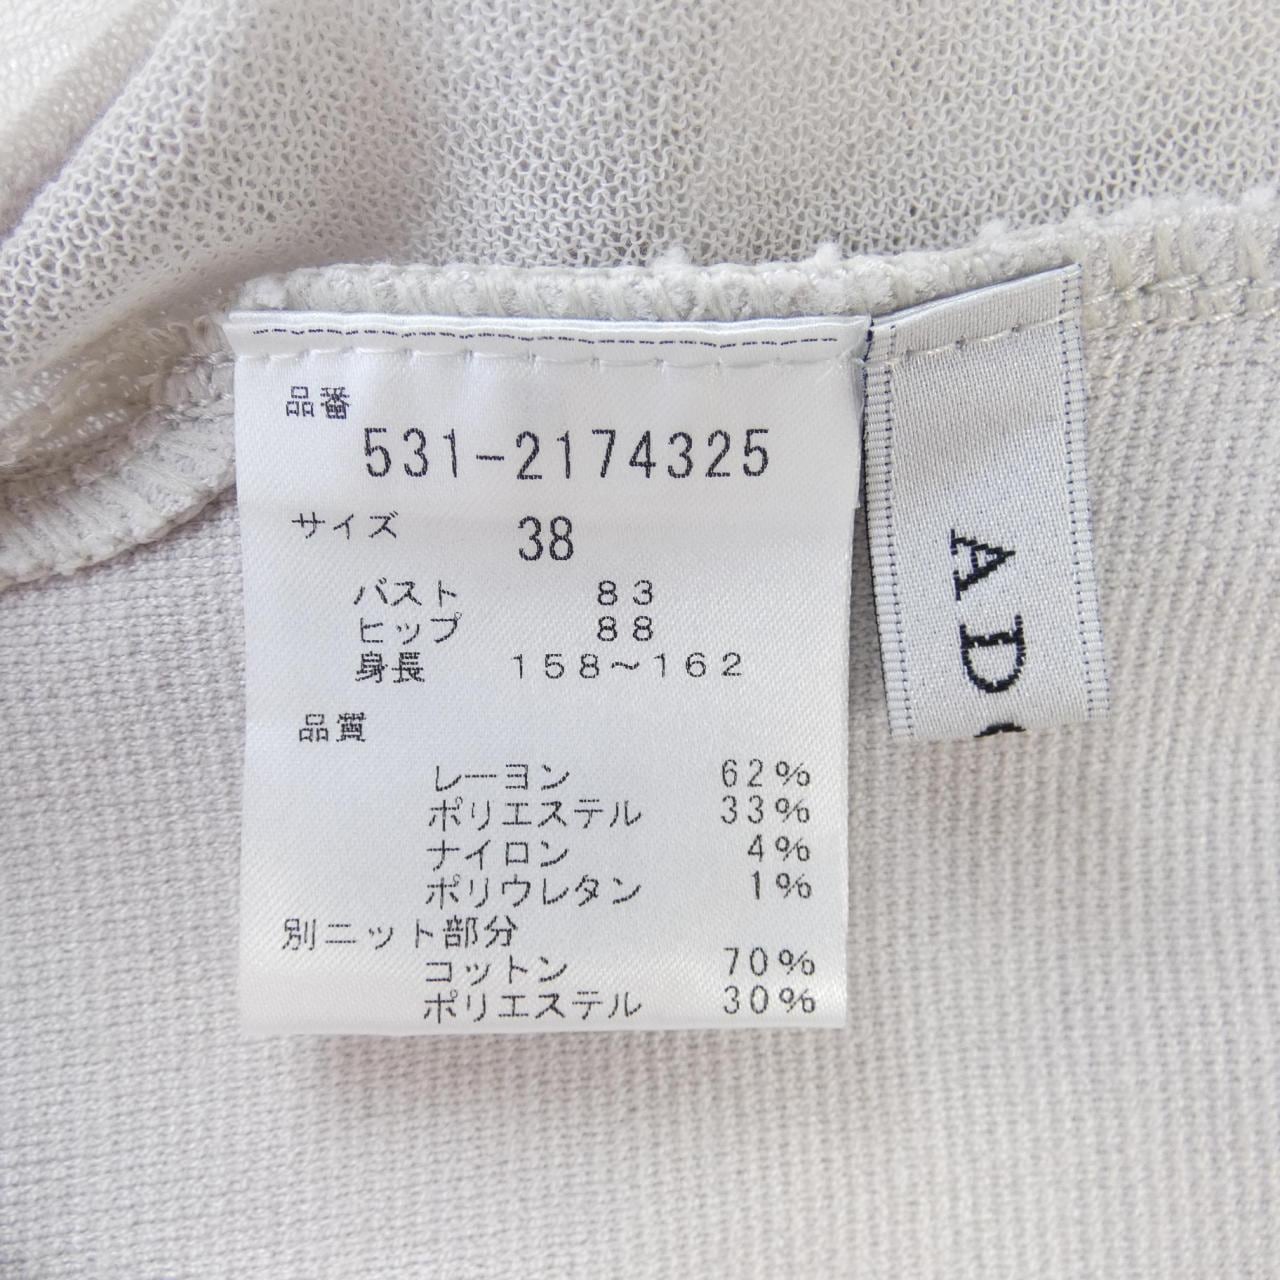 品番
531-2174325
サイズ 38
バスト 83
ヒップ 88
身長 158～162
品質
レーヨン 62%
ポリエステル 33%
ナイロン 4%
ポリウレタン 1%
別ニット部分
コットン 70%
ポリエステル 30%
AD